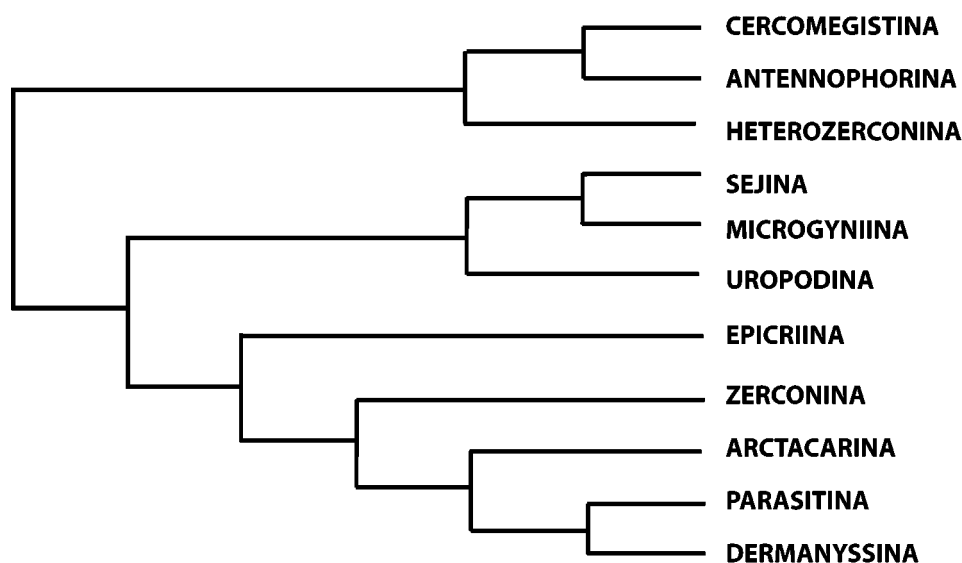 CERCOMEGISTINA
ANTENNOPHORINA
HETEROZERCONINA
SEJINA
MICROGYNIINA
UROPODINA
EPICRIINA
ZERCONINA
ARCTACARINA
PARASITINA
DERMANYSSINA